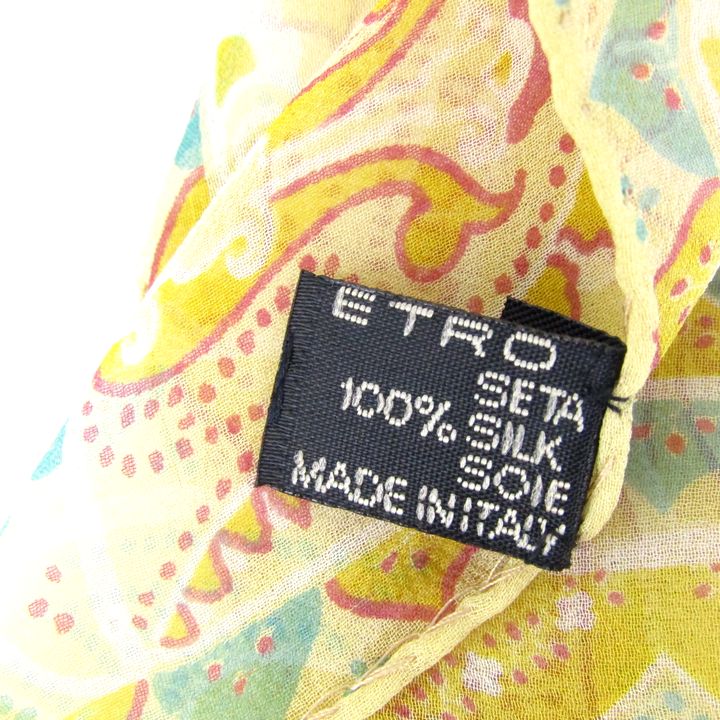 ETRO
SETA
100% SILK
SOIE
MADE IN ITALY